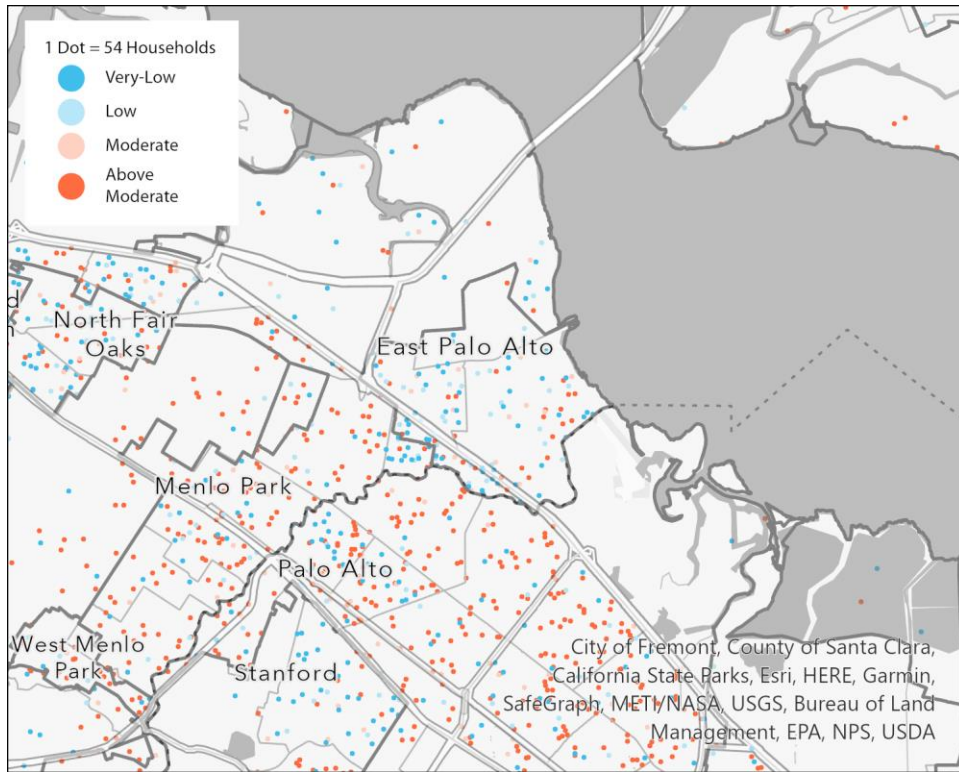 1 Dot = 54 Households
Very-Low
Low
Moderate
Above
Moderate
d
North Fair
Oaks
East Palo Alto
Menlo Park
Palo Alto
West Menlo
Park
Stanford
City of Fremont, County of Santa Clara,
California State Parks, Esri, HERE, Garmin,
SafeGraph, METI/NASA, USGS, Bureau of Land
Management, EPA, NPS, USDA